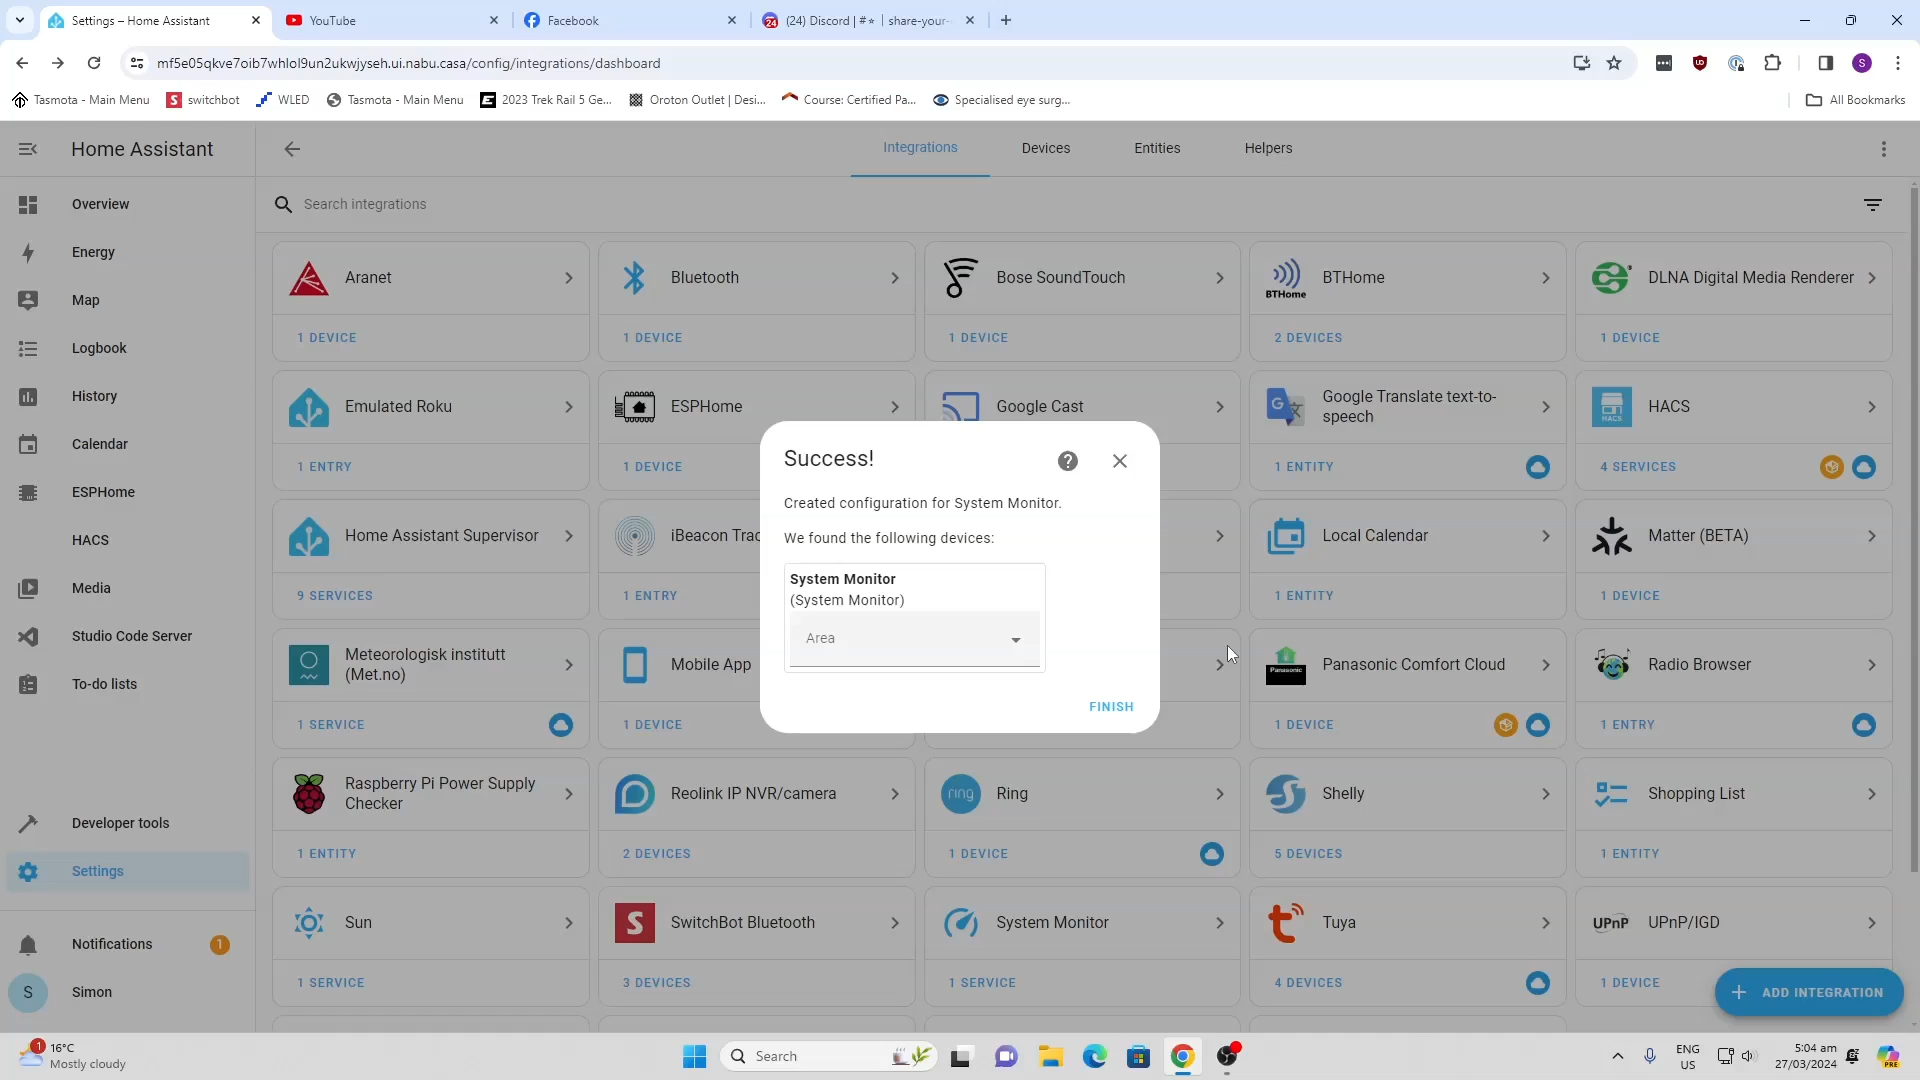 Settings – Home Assistant
YouTube
Facebook
(24) Discord | #⭐ | share-your-
mf5e05qkve7oib7whlol9un2ukwjyseh.ui.nabu.casa/config/integrations/dashboard
S
Tasmota - Main Menu
switchbot
WLED
Tasmota - Main Menu
2023 Trek Rail 5 Ge...
Oroton Outlet | Desi...
Course: Certified Pa...
Specialised eye surg...
All Bookmarks
Home Assistant
Integrations
Devices
Entities
Helpers
Overview
Energy
Map
Logbook
History
Calendar
ESPHome
HACS
Media
Studio Code Server
To-do lists
Developer tools
Settings
Notifications
1
S
Simon
Search integrations
Aranet
1 DEVICE
Bluetooth
1 DEVICE
Bose SoundTouch
1 DEVICE
BTHome
BTHome
2 DEVICES
DLNA Digital Media Renderer
1 DEVICE
Emulated Roku
1 ENTRY
ESPHome
1 DEVICE
Google Cast
Google Translate text-to-
speech
1 ENTITY
HACS
HACS
4 SERVICES
Home Assistant Supervisor
9 SERVICES
iBeacon Trac
1 ENTRY
Success!
Created configuration for System Monitor.
We found the following devices:
System Monitor
(System Monitor)
Area
FINISH
Local Calendar
1 ENTITY
Matter (BETA)
1 DEVICE
Meteorologisk institutt
(Met.no)
1 SERVICE
Mobile App
1 DEVICE
Panasonic
Panasonic Comfort Cloud
1 DEVICE
Radio Browser
1 ENTRY
Raspberry Pi Power Supply
Checker
1 ENTITY
Reolink IP NVR/camera
2 DEVICES
ring
Ring
1 DEVICE
Shelly
5 DEVICES
Shopping List
1 ENTITY
Sun
1 SERVICE
S
SwitchBot Bluetooth
3 DEVICES
System Monitor
1 SERVICE
Tuya
4 DEVICES
UPnP
UPnP/IGD
1 DEVICE
ADD INTEGRATION
1
16°C
Mostly cloudy
Search
ENG
US
5:04 am
27/03/2024
PRE